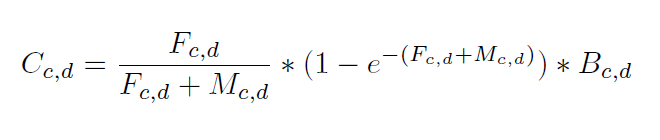 C_{c,d} = \frac{F_{c,d}}{F_{c,d} + M_{c,d}} * (1 - e^{-(F_{c,d}+M_{c,d})}) * B_{c,d}